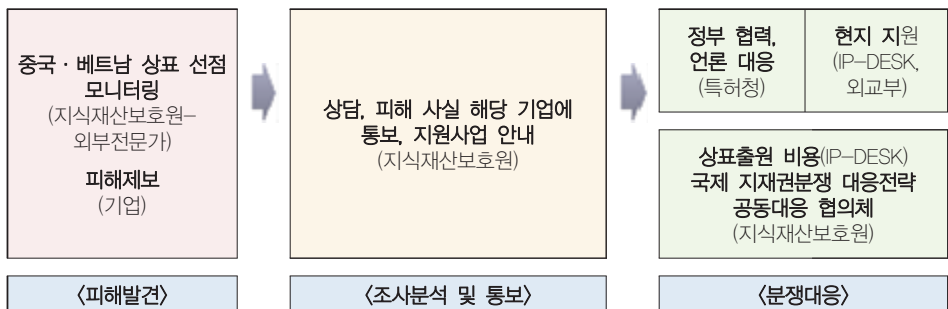 중국 · 베트남 상표 선점
모니터링
(지식재산보호원–
외부전문가)
피해제보
(기업)
〈피해발견〉
상담, 피해 사실 해당 기업에
통보, 지원사업 안내
(지식재산보호원)
〈조사분석 및 통보〉
정부 협력,
언론 대응
(특허청)
현지 지원
(IP–DESK,
외교부)
상표출원 비용(IP–DESK)
국제 지재권분쟁 대응전략
공동대응 협의체
(지식재산보호원)
〈분쟁대응〉